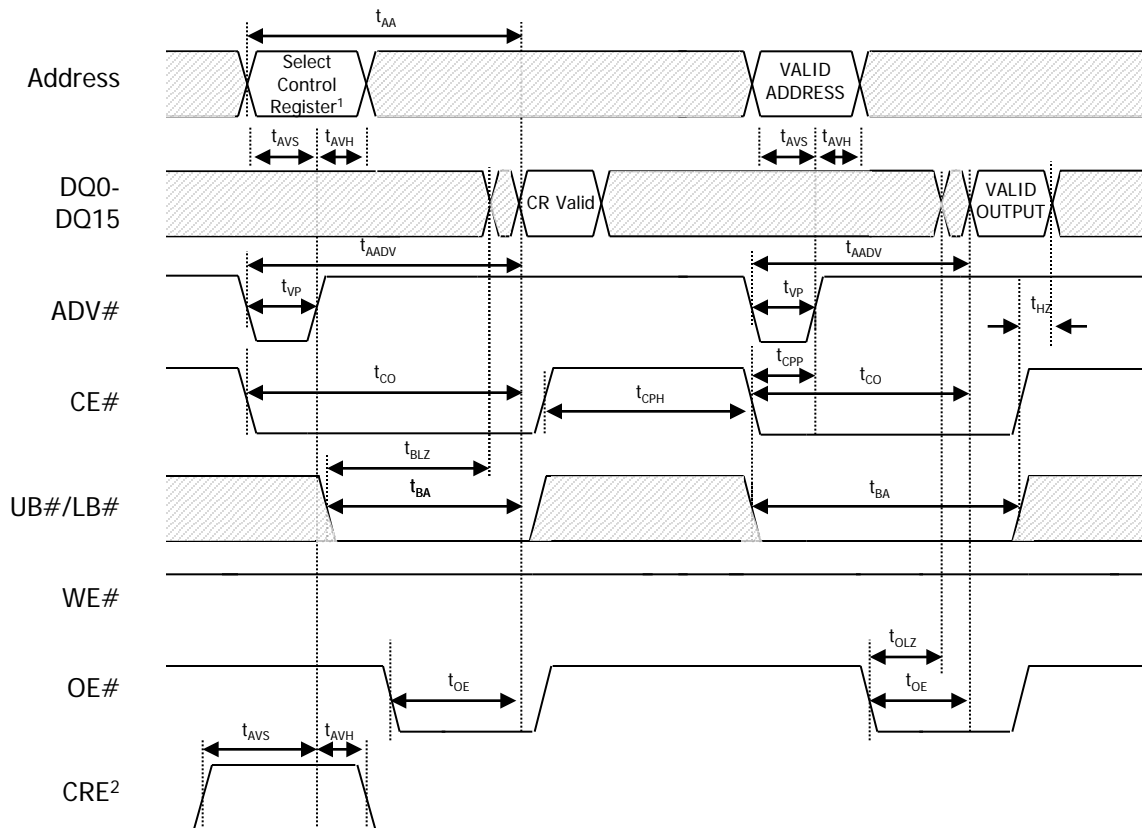 tAA
Address
Select
Control
Register1
VALID
ADDRESS
tAVS
tAVH
tAVS
tAVH
DQ0-
DQ15
CR Valid
VALID
OUTPUT
tAADV
tAADV
ADV#
tVP
tVP
tHZ
CE#
tCO
tCPH
tCPP
tCO
tBLZ
UB#/LB#
tBA
tBA
WE#
tOLZ
OE#
tOE
tOE
tAVS
tAVH
CRE2